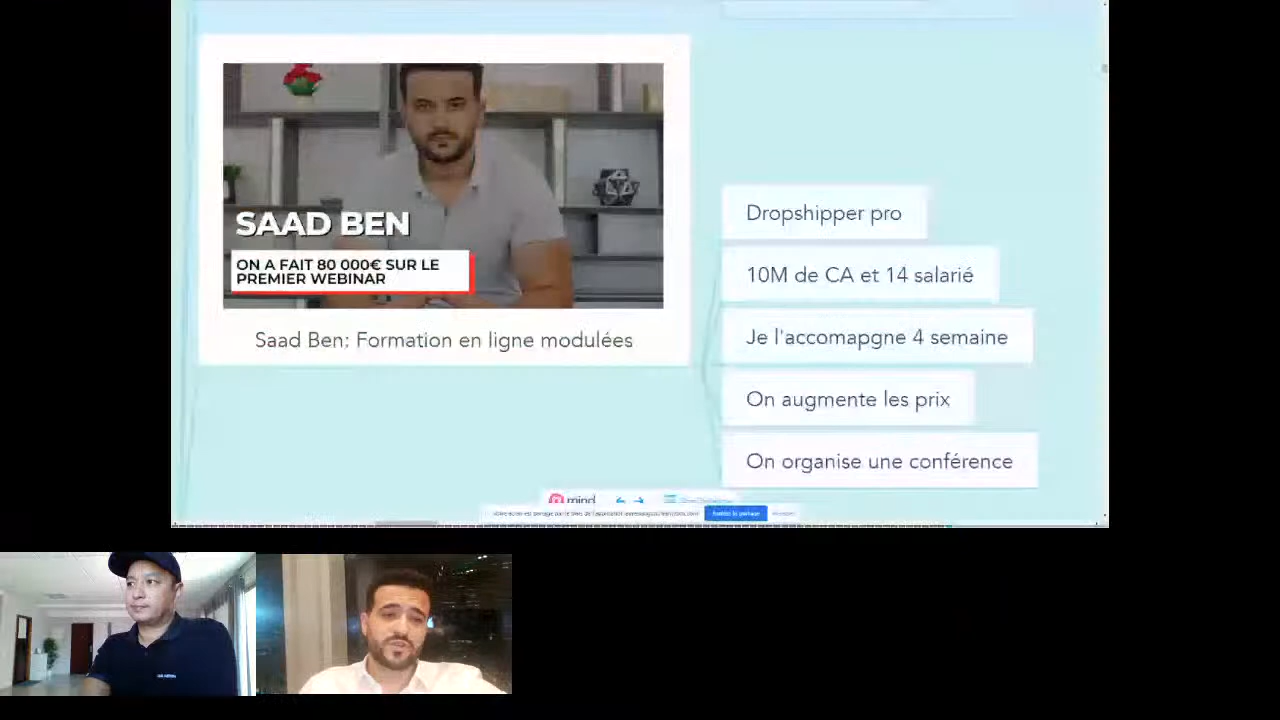 SAAD BEN
ON A FAIT 80 000€ SUR LE
PREMIER WEBINAR
Saad Ben: Formation en ligne modulées
Dropshipper pro
10M de CA et 14 salarié
Je l'accomapgne 4 semaine
On augmente les prix
On organise une conférence